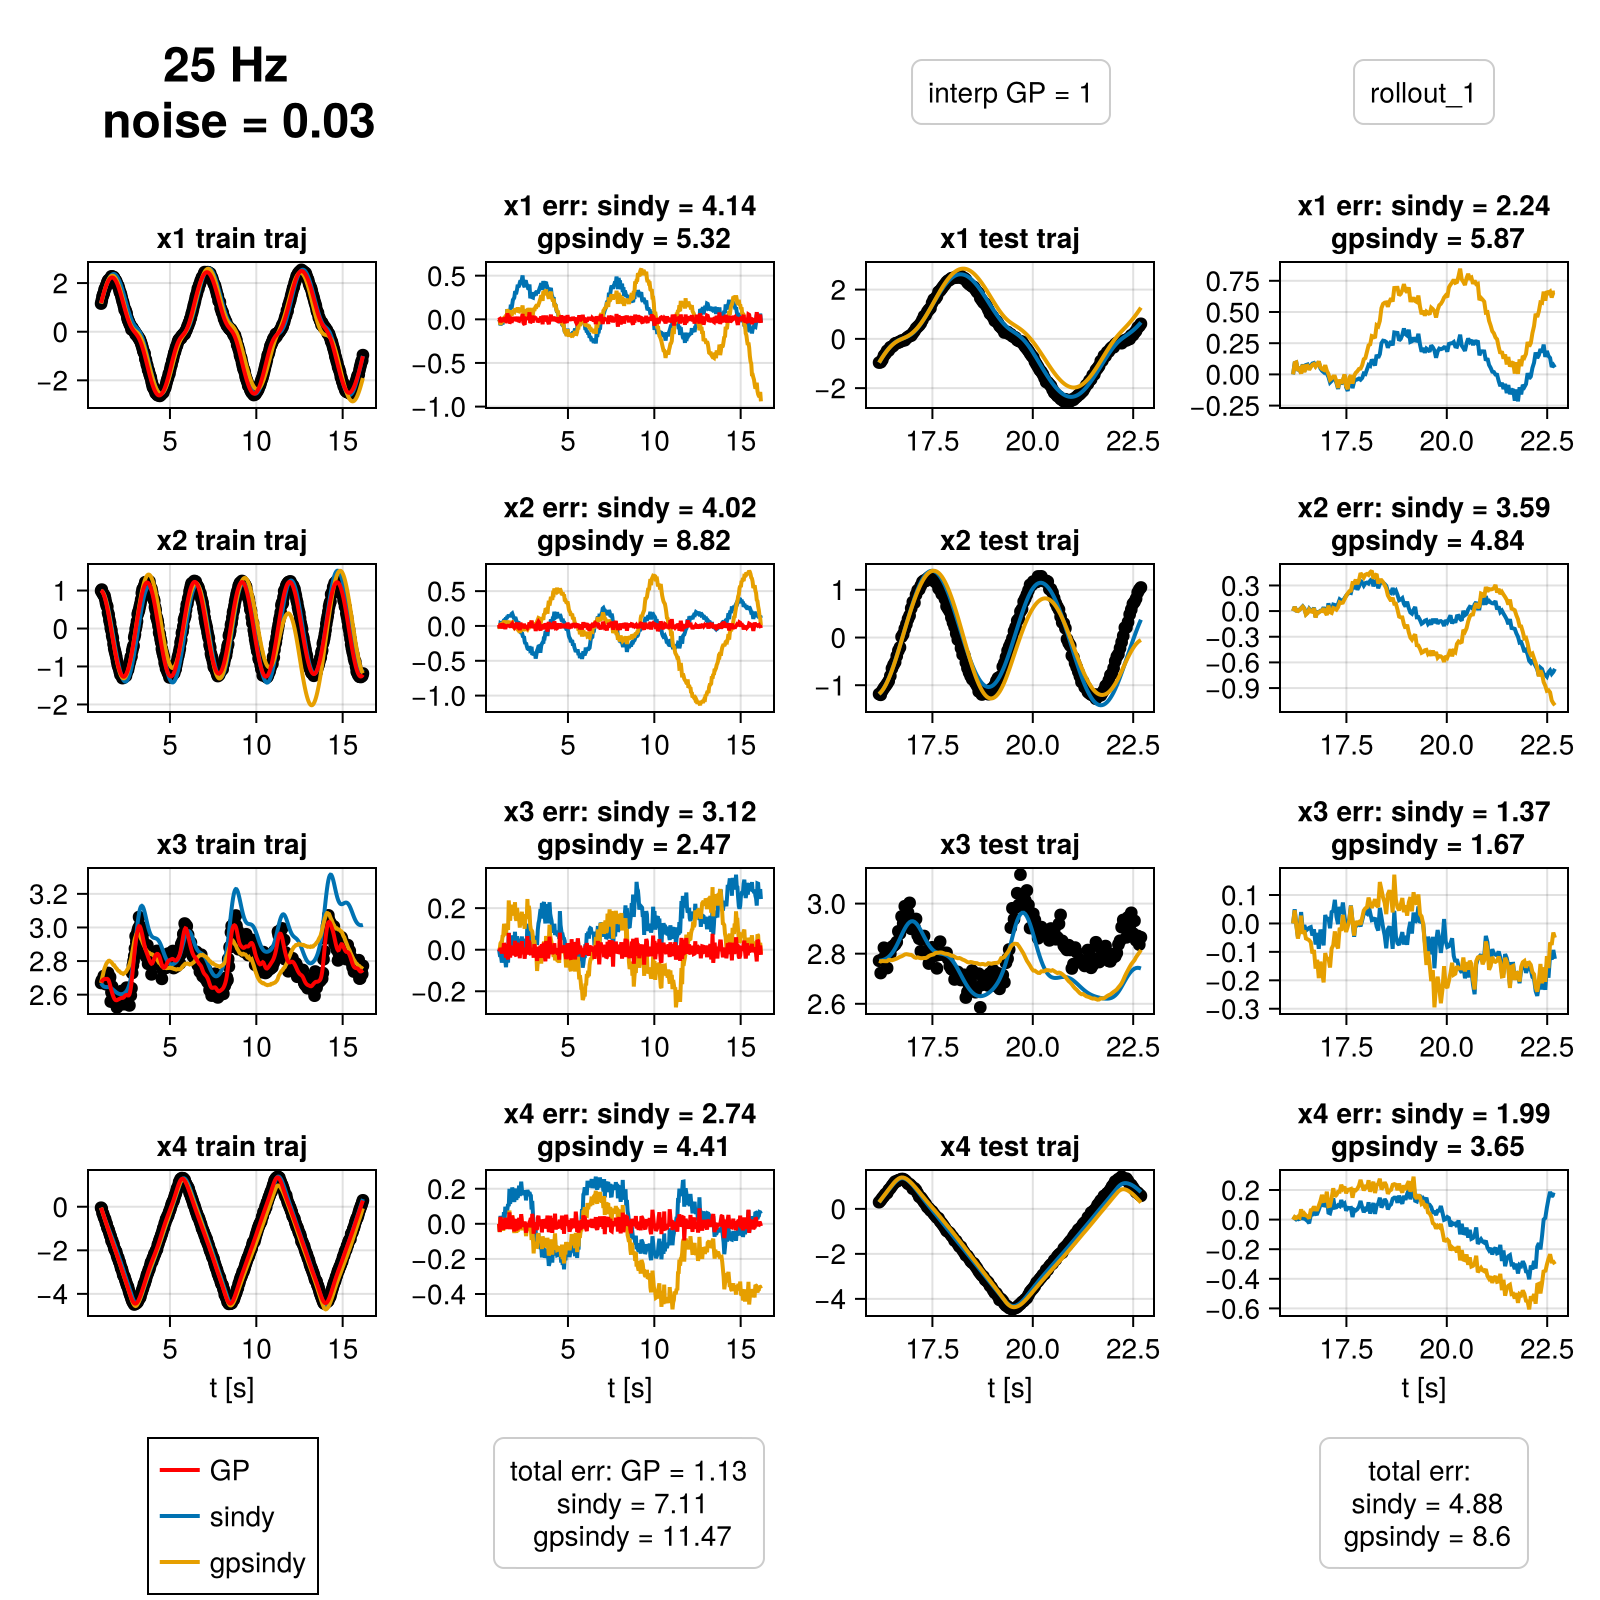 25 Hz
noise = 0.03
interp GP = 1
rollout_1
x1 train traj
2
0
−2
5
10
15
x1 err: sindy = 4.14
gpsindy = 5.32
0.5
0.0
−0.5
−1.0
5
10
15
x1 test traj
2
0
−2
17.5
20.0
22.5
x1 err: sindy = 2.24
gpsindy = 5.87
0.75
0.50
0.25
0.00
−0.25
17.5
20.0
22.5
x2 train traj
1
0
−1
−2
5
10
15
x2 err: sindy = 4.02
gpsindy = 8.82
0.5
0.0
−0.5
−1.0
5
10
15
x2 test traj
1
0
−1
17.5
20.0
22.5
x2 err: sindy = 3.59
gpsindy = 4.84
0.3
0.0
−0.3
−0.6
−0.9
17.5
20.0
22.5
x3 train traj
3.2
3.0
2.8
2.6
5
10
15
x3 err: sindy = 3.12
gpsindy = 2.47
0.2
0.0
−0.2
5
10
15
x3 test traj
3.0
2.8
2.6
17.5
20.0
22.5
x3 err: sindy = 1.37
gpsindy = 1.67
0.1
0.0
−0.1
−0.2
−0.3
17.5
20.0
22.5
x4 train traj
0
−2
−4
5
10
15
t [s]
x4 err: sindy = 2.74
gpsindy = 4.41
0.2
0.0
−0.2
−0.4
5
10
15
t [s]
x4 test traj
0
−2
−4
17.5
20.0
22.5
t [s]
x4 err: sindy = 1.99
gpsindy = 3.65
0.2
0.0
−0.2
−0.4
−0.6
17.5
20.0
22.5
t [s]
GP
sindy
gpsindy
total err: GP = 1.13
sindy = 7.11
gpsindy = 11.47
total err:
sindy = 4.88
gpsindy = 8.6